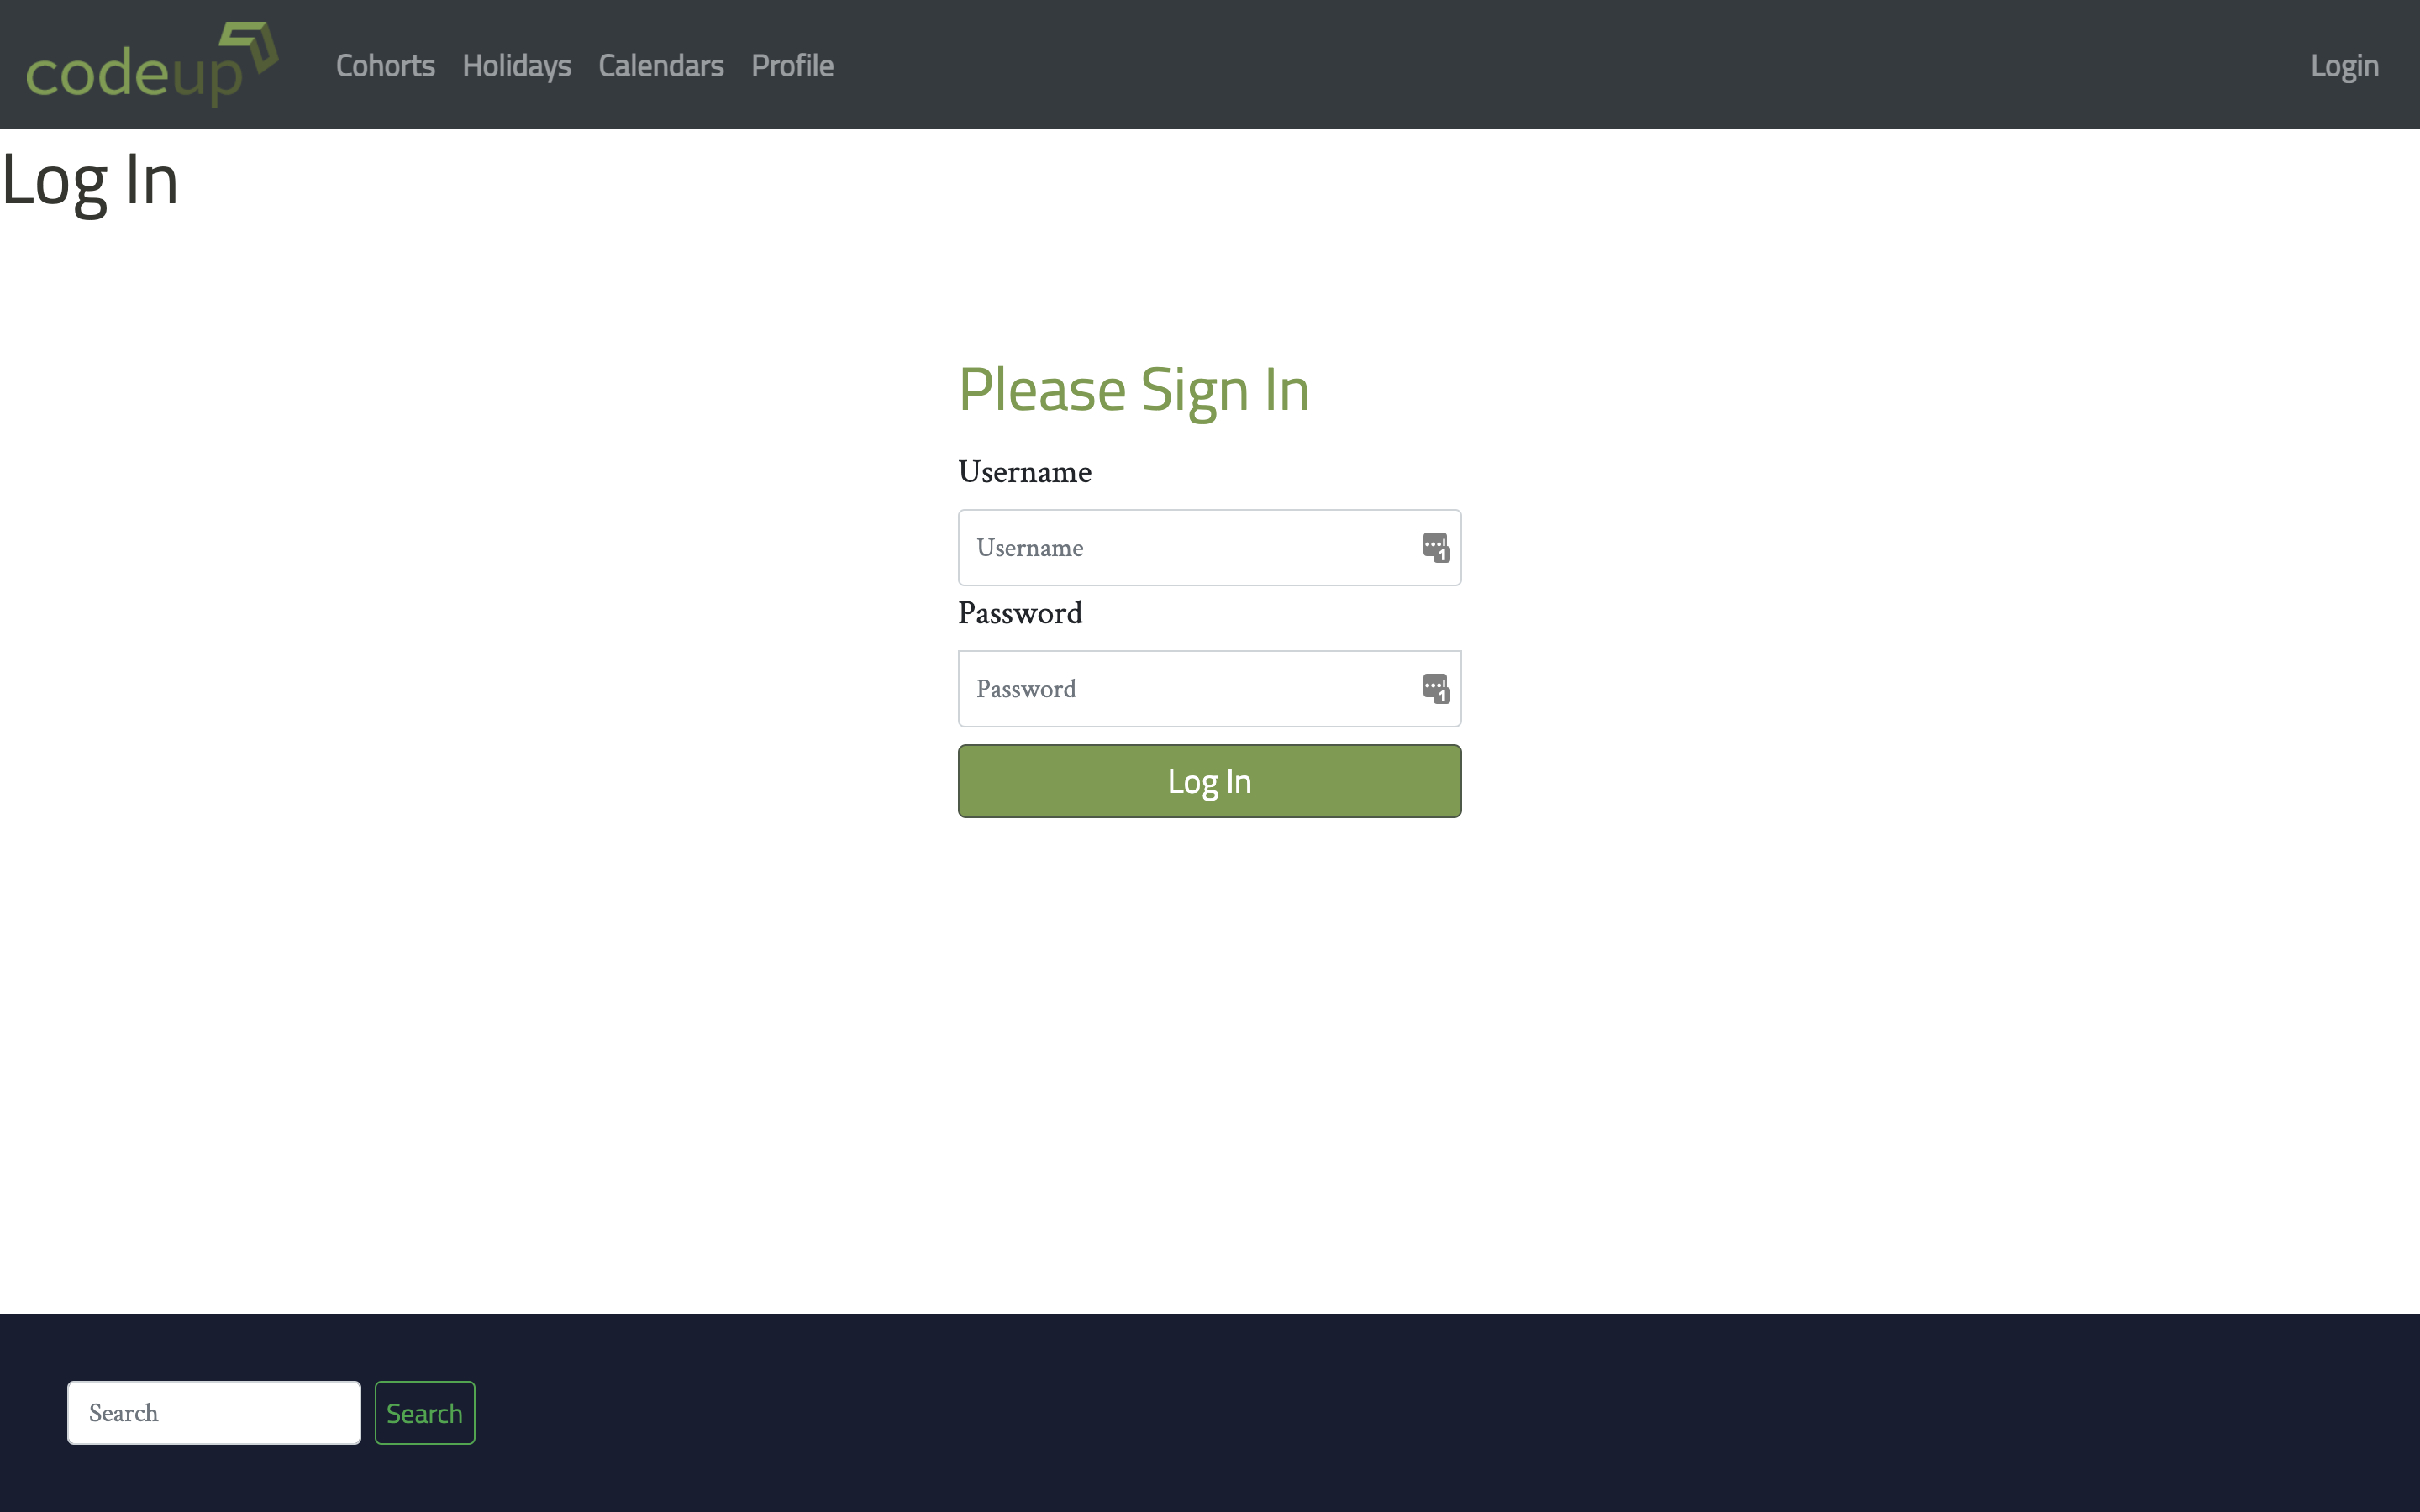 codeup Cohorts Holidays Calendars Profile Login
Log In
Please Sign In
Username
Username
Password
Password
Log In
Search Search